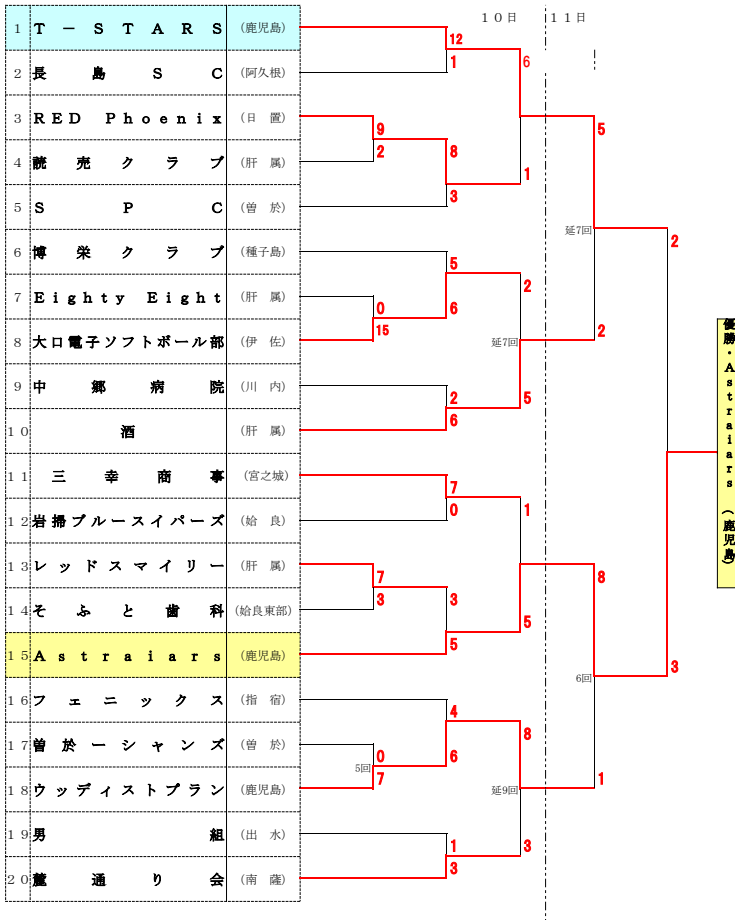 10日 11日
1 T－STARS (鹿児島)
2 長島SC (阿久根)
3 RED Phoenix (日置)
4 読売クラブ (肝属)
5 SPC (曽於)
6 博栄クラブ (種子島)
7 Eighty Eight (肝属)
8 大口電子ソフトボール部 (伊佐)
9 中郷病院 (川内)
10 酒 (肝属)
11 三幸商事 (宮之城)
12 岩掃ブルースイパーズ (姶良)
13 レッドスマイリー (肝属)
14 そふと歯科 (姶良東部)
15 Astraiars (鹿児島)
16 フェニックス (指宿)
17 曽於ーシャンズ (曽於)
18 ウッディストプラン (鹿児島)
19 男組 (出水)
20 麓通り会 (南薩)
12
1
9
2
8
3
6
1
5
0
15
6
2
6
2
5
延7回
5
2
延7回
7
0
7
3
3
5
1
5
4
0
7
5回
6
1
3
8
3
延9回
8
1
6回
2
3
優勝・Astraiars (鹿児島)